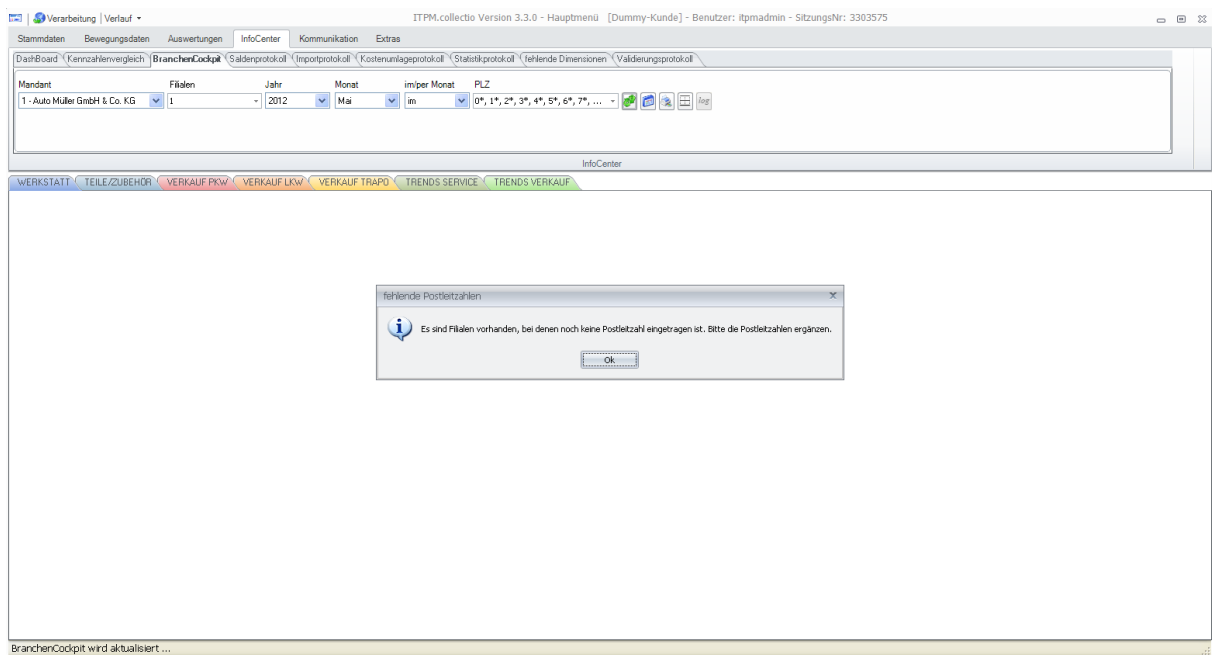 Verarbeitung | Verlauf
ITPM.collectio Version 3.3.0 - Hauptmenü [Dummy-Kunde] - Benutzer: itpmadmin - SitzungsNr: 3303575
Stammdaten Bewegungsdaten Auswertungen InfoCenter Kommunikation Extras
DashBoard Kennzahlenvergleich BranchenCockpit Saldenprotokoll Importprotokoll Kostenumlageprotokoll Statistikprotokoll fehlende Dimensionen Validierungsprotokoll
Mandant Filialen Jahr Monat im/per Monat PLZ
1 - Auto Müller GmbH & Co. KG 1 2012 Mai im 0*, 1*, 2*, 3*, 4*, 5*, 6*, 7*, ... log
InfoCenter
WERKSTATT TEILE/ZUBEHÖR VERKAUF PKW VERKAUF LKW VERKAUF TRAPO TRENDS SERVICE TRENDS VERKAUF
fehlende Postleitzahlen
Es sind Filialen vorhanden, bei denen noch keine Postleitzahl eingetragen ist. Bitte die Postleitzahlen ergänzen.
Ok
BranchenCockpit wird aktualisiert ...